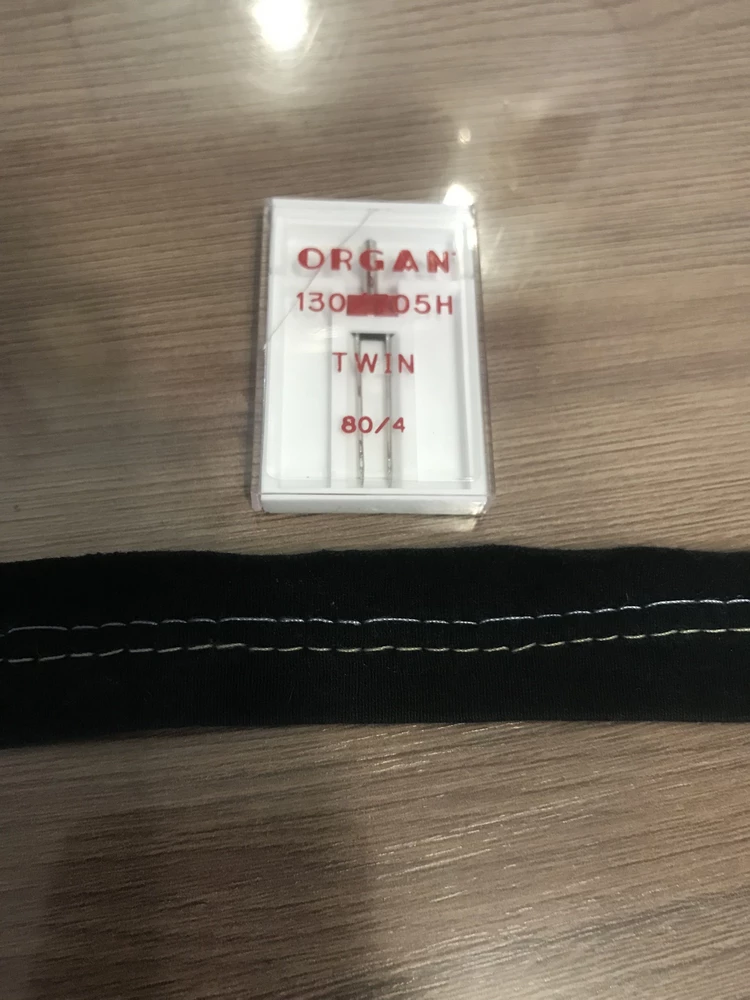 ORGAN
130 05H
TWIN
80/4